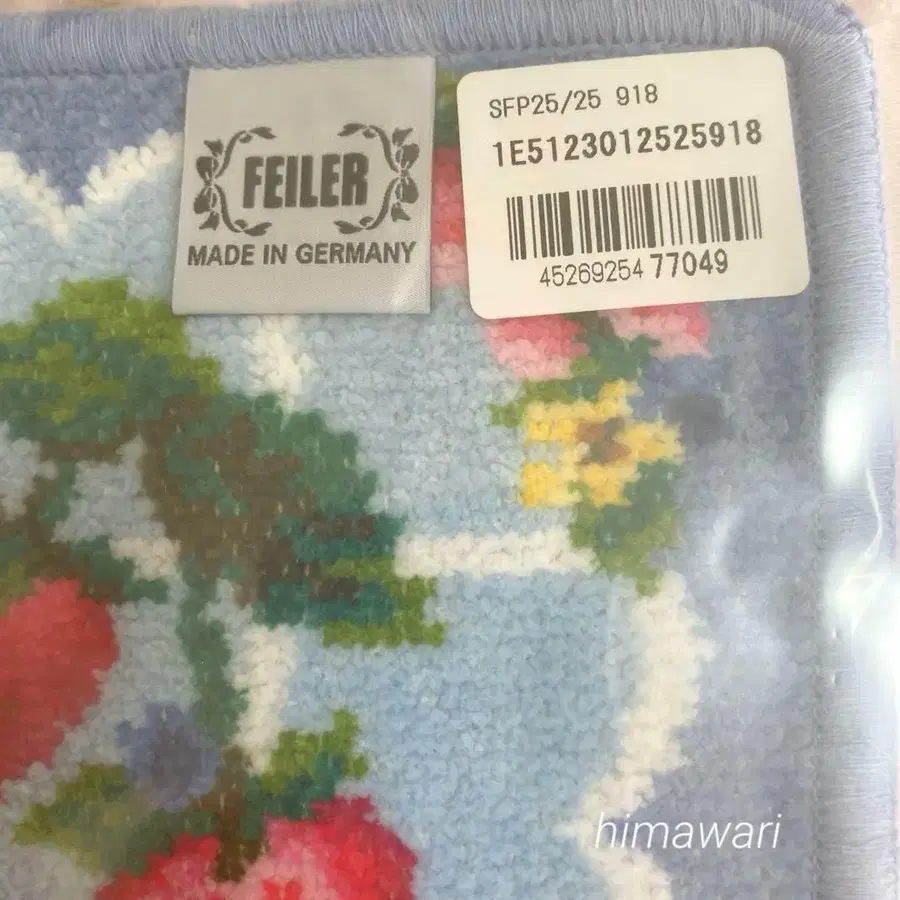 FEILER
MADE IN GERMANY
SFP25/25 918
1E5123012525918
45269254 77049
himawari